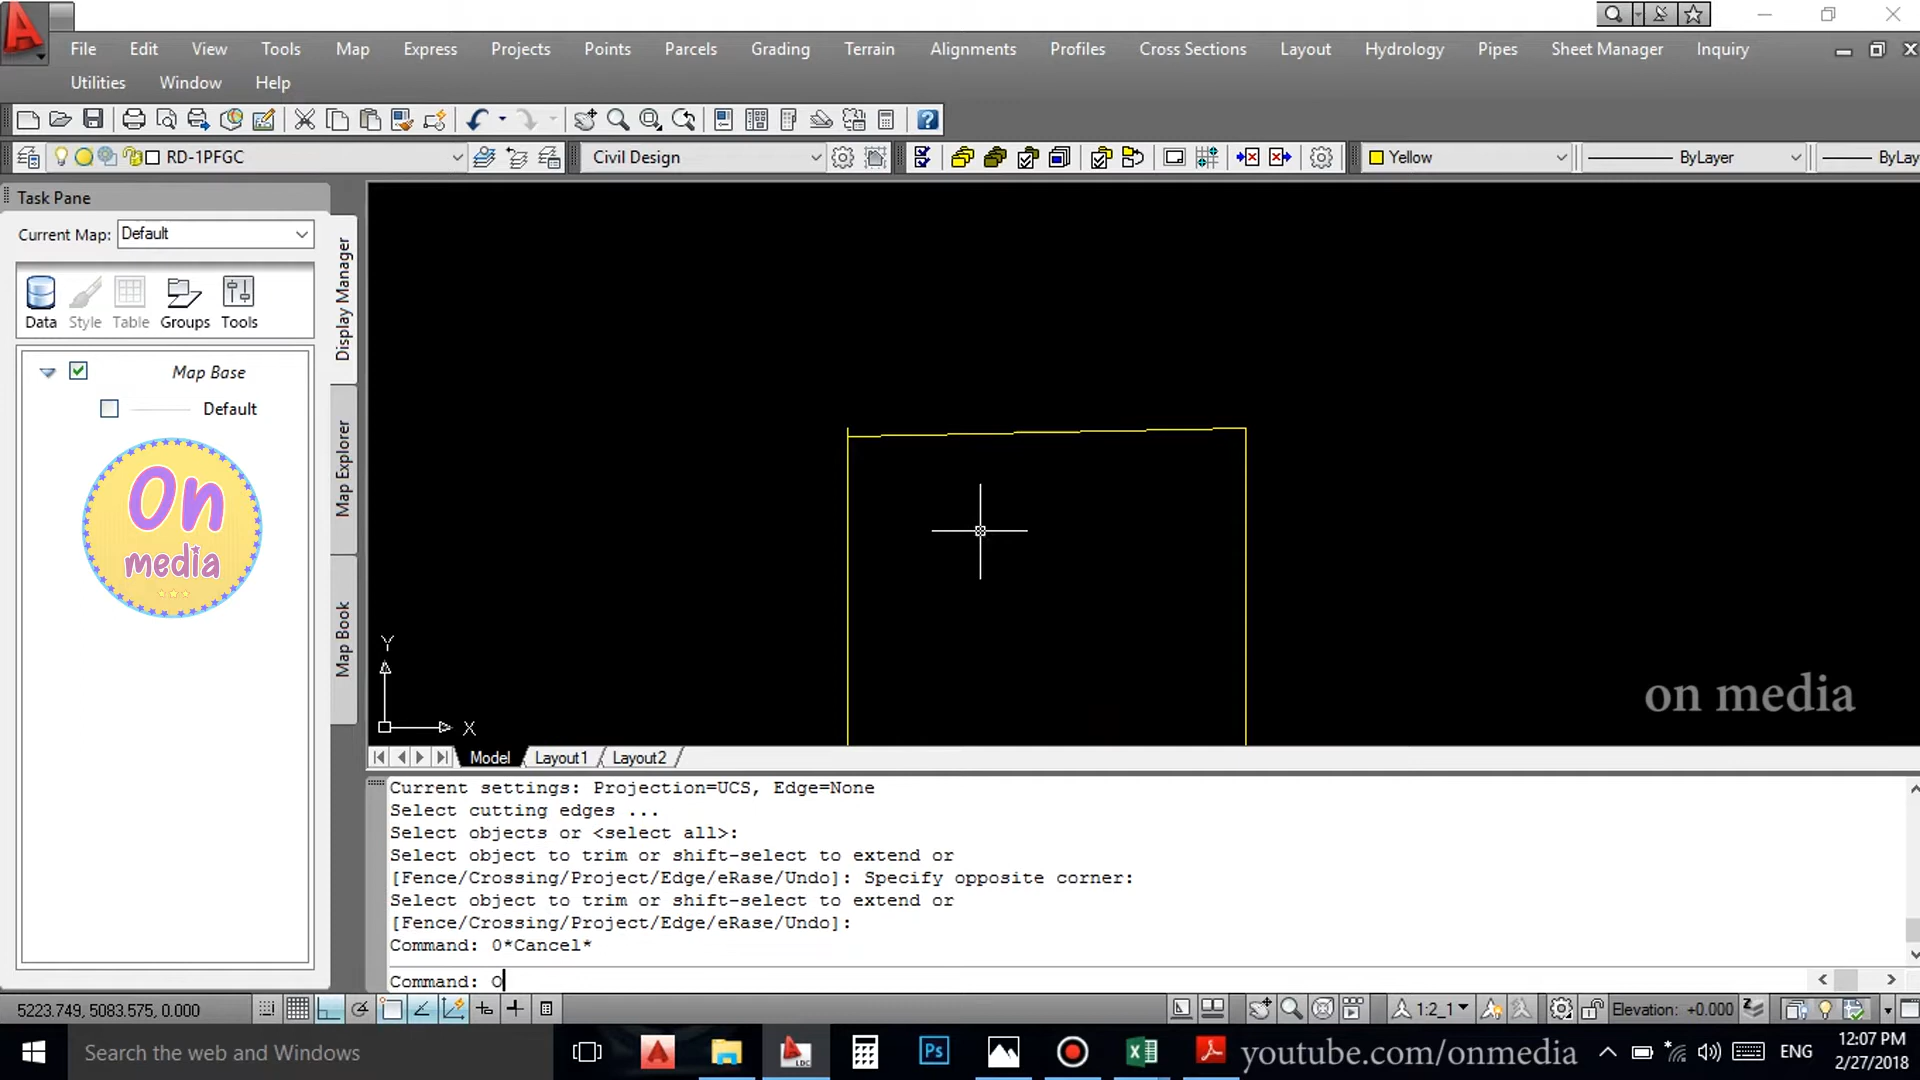 File Edit View Tools Map Express Projects Points Parcels Grading Terrain Alignments Profiles Cross Sections Layout Hydrology Pipes Sheet Manager Inquiry
Utilities Window Help
RD-1PFGC Civil Design Yellow ByLayer ByLay
Task Pane
Current Map: Default
Data Style Table Groups Tools
Map Base
Default
Display Manager
Map Explorer
Map Book
On
media
Y
X
on media
Model Layout1 Layout2
Current settings: Projection=UCS, Edge=None
Select cutting edges ...
Select objects or <select all>:
Select object to trim or shift-select to extend or
[Fence/Crossing/Project/Edge/eRase/Undo]: Specify opposite corner:
Select object to trim or shift-select to extend or
[Fence/Crossing/Project/Edge/eRase/Undo]:
Command: O*Cancel*
Command: O
5223.749, 5083.575, 0.000 1:2_1 Elevation: +0.000
Search the web and Windows LDC Ps youtube.com/onmedia ENG 12:07 PM
2/27/2018